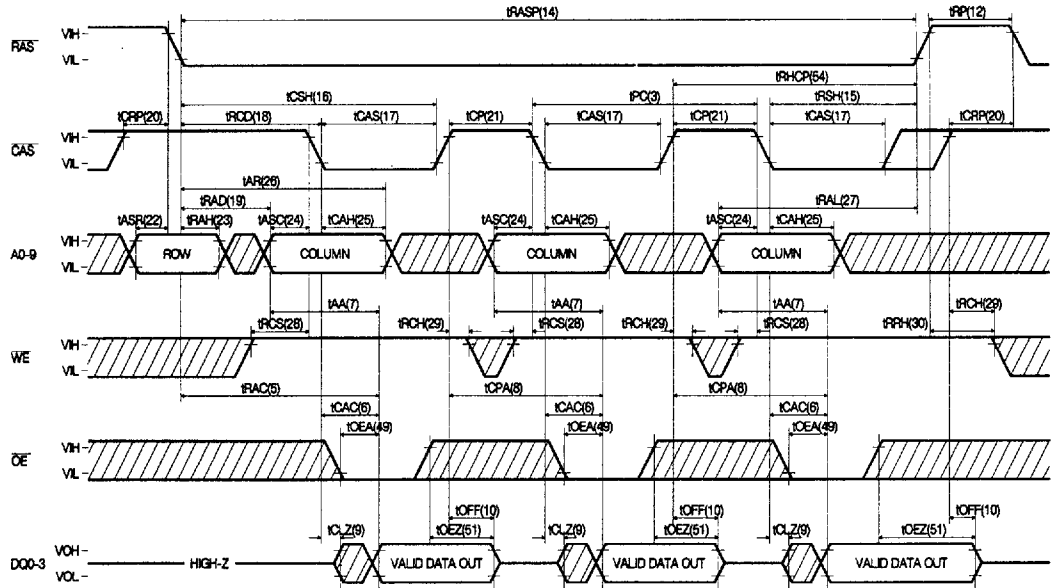 tRASP(14) tRP(12)
RAS VIH
VIL
tRHCP(54)
tCSH(16) tPC(3) tRSH(15)
tCRP(20) tRCD(18) tCAS(17) tCP(21) tCAS(17) tCP(21) tCAS(17) tCRP(20)
CAS VIH
VIL
tAR(26)
tRAD(19) tRAL(27)
tASR(22) tRAH(23) tASC(24) tCAH(25) tASC(24) tCAH(25) tASC(24) tCAH(25)
A0-9 VIH
VIL
ROW COLUMN COLUMN COLUMN
tAA(7) tAA(7) tAA(7)
tRCS(28) tRCH(29) tRCS(28) tRCH(29) tRCS(28) tRRH(30) tRCH(29)
WE VIH
VIL
tRAC(5) tCPA(8) tCPA(8)
tCAC(6) tCAC(6) tCAC(6)
tOEA(49) tOEA(49) tOEA(49)
OE VIH
VIL
tOFF(10) tOFF(10) tOFF(10)
tCLZ(9) tOEZ(51) tCLZ(9) tOEZ(51) tCLZ(9) tOEZ(51)
DQ0-3 VOH
VOL
HIGH-Z VALID DATA OUT VALID DATA OUT VALID DATA OUT